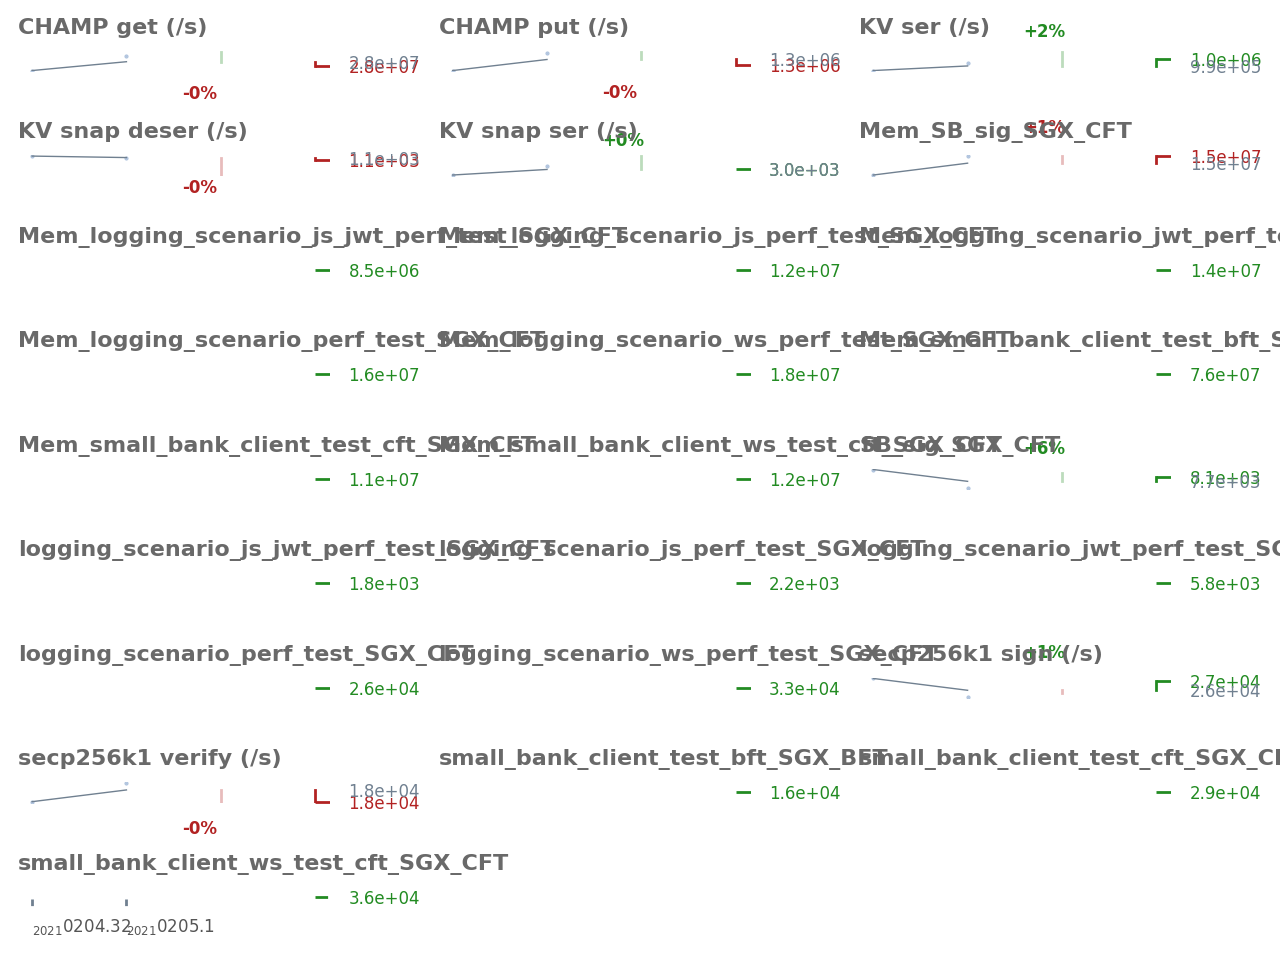 CHAMP get (/s)
2.8e+07
2.8e+07
-0%
CHAMP put (/s)
1.3e+06
1.3e+06
-0%
KV ser (/s)
+2%
1.0e+06
9.9e+05
KV snap deser (/s)
1.1e+03
1.1e+03
-0%
KV snap ser (/s)
+0%
3.0e+03
Mem_SB_sig_SGX_CFT
1.5e+07
1.5e+07
Mem_logging_scenario_js_jwt_perf_test_SGX_CFT
8.5e+06
Mem_logging_scenario_js_perf_test_SGX_CFT
1.2e+07
Mem_logging_scenario_jwt_perf_te
1.4e+07
Mem_logging_scenario_perf_test_SGX_CFT
1.6e+07
Mem_logging_scenario_ws_perf_test_SGX_CFT
1.8e+07
Mem_small_bank_client_test_bft_S
7.6e+07
Mem_small_bank_client_test_cft_SGX_CFT
1.1e+07
Mem_small_bank_client_ws_test_cft_SGX_CFT
1.2e+07
SB_sig_SGX_CFT
+6%
8.1e+03
7.7e+03
logging_scenario_js_jwt_perf_test_SGX_CFT
1.8e+03
logging_scenario_js_perf_test_SGX_CFT
2.2e+03
logging_scenario_jwt_perf_test_SG
5.8e+03
logging_scenario_perf_test_SGX_CFT
2.6e+04
logging_scenario_ws_perf_test_SGX_CFT
3.3e+04
secp256k1 sign (/s)
+1%
2.7e+04
2.6e+04
secp256k1 verify (/s)
1.8e+04
1.8e+04
-0%
small_bank_client_test_bft_SGX_BFT
1.6e+04
small_bank_client_test_cft_SGX_CF
2.9e+04
small_bank_client_ws_test_cft_SGX_CFT
3.6e+04
20210204.32
20210205.1